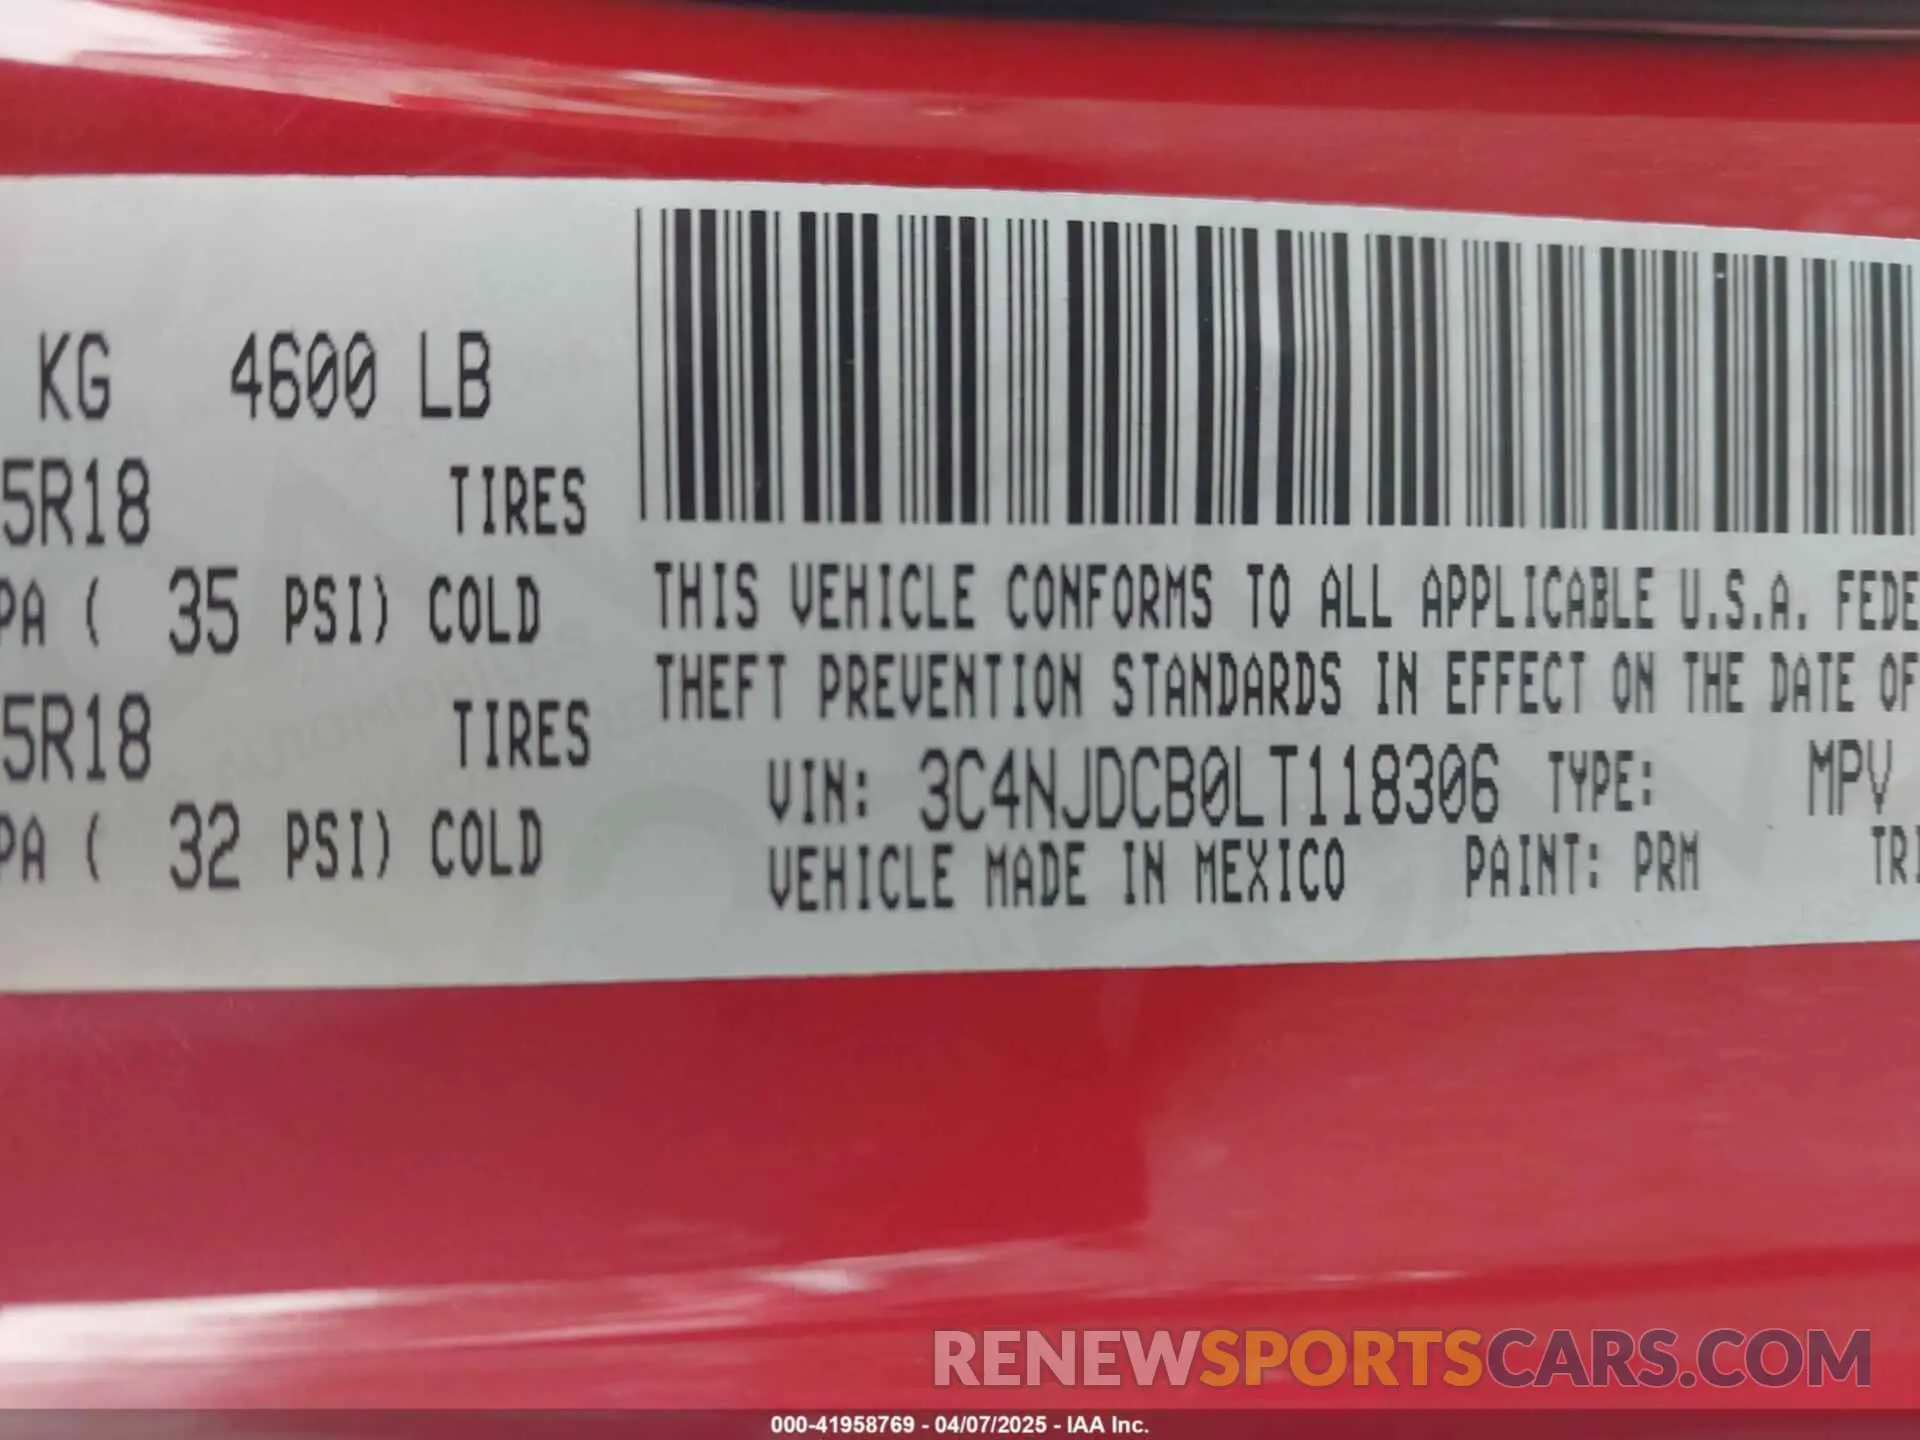 KG 4600 LB
5R18 TIRES
PA ( 35 PSI) COLD
5R18 TIRES
PA ( 32 PSI) COLD
THIS VEHICLE CONFORMS TO ALL APPLICABLE U.S.A. FEDE
THEFT PREVENTION STANDARDS IN EFFECT ON THE DATE OF
VIN: 3C4NJDCB0LT118306 TYPE: MPV
VEHICLE MADE IN MEXICO PAINT: PRM TRI
RENEWSPORTSCARS.COM
000-41958769 - 04/07/2025 - IAA Inc.